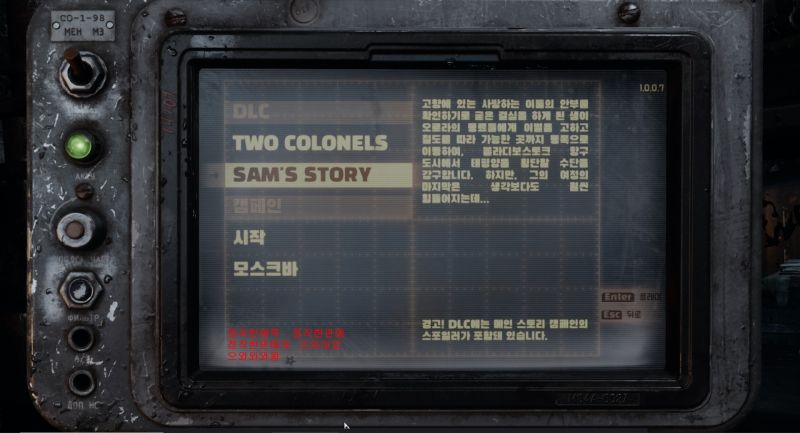 CO-1-9B
МЕН МЗ
1.0.0.7
DLC
TWO COLONELS
SAM'S STORY
캠페인
시작
모스크바
고향에 있는 사랑하는 이들의 안부를
확인하기로 굳은 결심을 하게 된 샘이
오로라의 동료들에게 이별을 고하고
철도를 따라 가능한 곳까지 동쪽으로
이동하여, 블라디보스토크 항구
도시에서 태평양을 횡단할 수단을
강구합니다. 하지만, 그의 여정의
마지막은 생각보다도 훨씬
힘들어지는데...
경고! DLC에는 메인 스토리 캠페인의
스포일러가 포함돼 있습니다.
Enter 플레이
Esc 뒤로